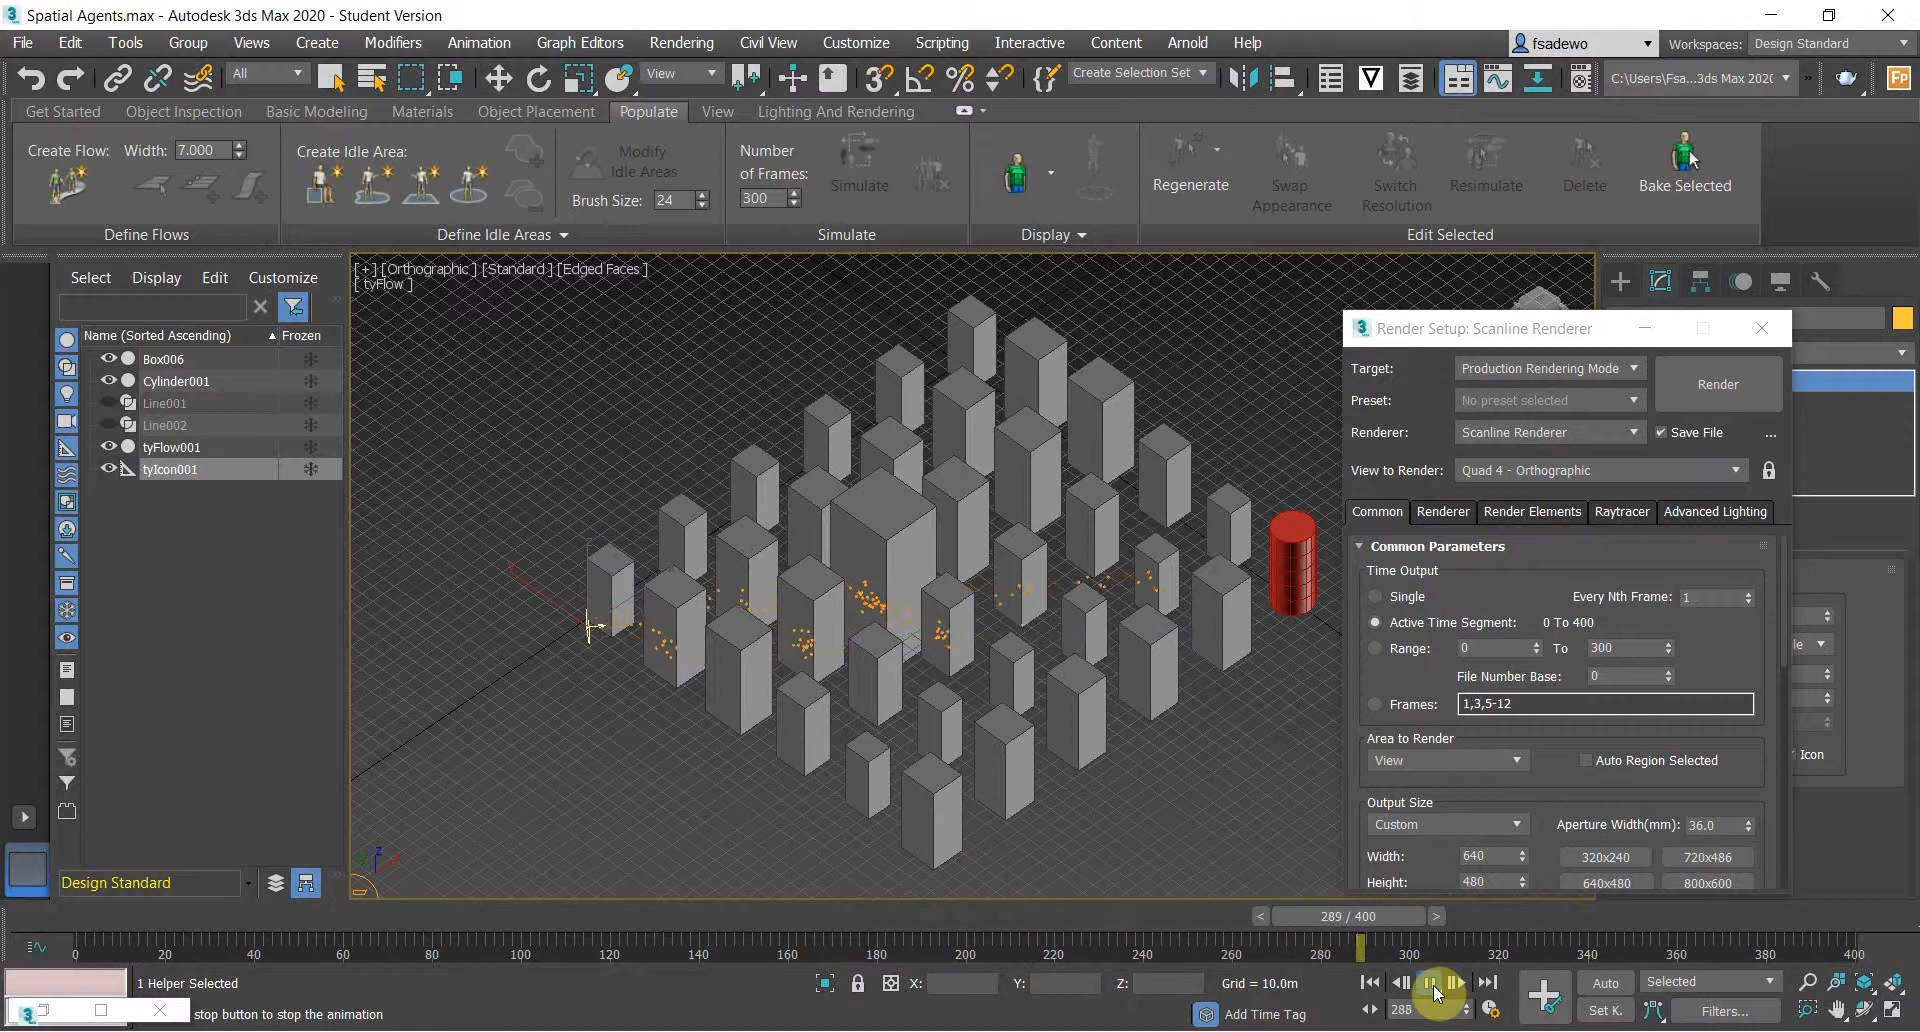 Spatial Agents.max - Autodesk 3ds Max 2020 - Student Version
File Edit Tools Group Views Create Modifiers Animation Graph Editors Rendering Civil View Customize Scripting Interactive Content Arnold Help
fsadewo Workspaces: Design Standard
All View Create Selection Set C:\Users\Fsa...3ds Max 202(
Get Started Object Inspection Basic Modeling Materials Object Placement Populate View Lighting And Rendering
Create Flow: Width: 7.000
Create Idle Area:
Modify
Idle Areas
Brush Size: 24
Number
of Frames:
300
Simulate
Regenerate
Swap
Appearance
Switch
Resolution
Resimulate
Delete
Bake Selected
Define Flows Define Idle Areas Simulate Display Edit Selected
Select Display Edit Customize
Name (Sorted Ascending) Frozen
Box006
Cylinder001
Line001
Line002
tyFlow001
tyIcon001
Design Standard
[+] [Orthographic ] [Standard ] [Edged Faces ]
[ tyFlow ]
Render Setup: Scanline Renderer
Target: Production Rendering Mode Render
Preset: No preset selected
Renderer: Scanline Renderer Save File ...
View to Render: Quad 4 - Orthographic
Common Renderer Render Elements Raytracer Advanced Lighting
Common Parameters
Time Output
Single Every Nth Frame: 1
Active Time Segment: 0 To 400
Range: 0 To 300
File Number Base: 0
Frames: 1,3,5-12
Area to Render
View Auto Region Selected
Output Size
Custom Aperture Width(mm): 36.0
Width: 640 320x240 720x486
Height: 480 640x480 800x600
le
Icon
< 289 / 400 >
0 20 40 60 80 100 120 140 160 180 200 220 240 260 280 300 320 340 360 380 400
1 Helper Selected X: Y: Z: Grid = 10.0m Auto Selected
stop button to stop the animation Add Time Tag 288 Set K. Filters...